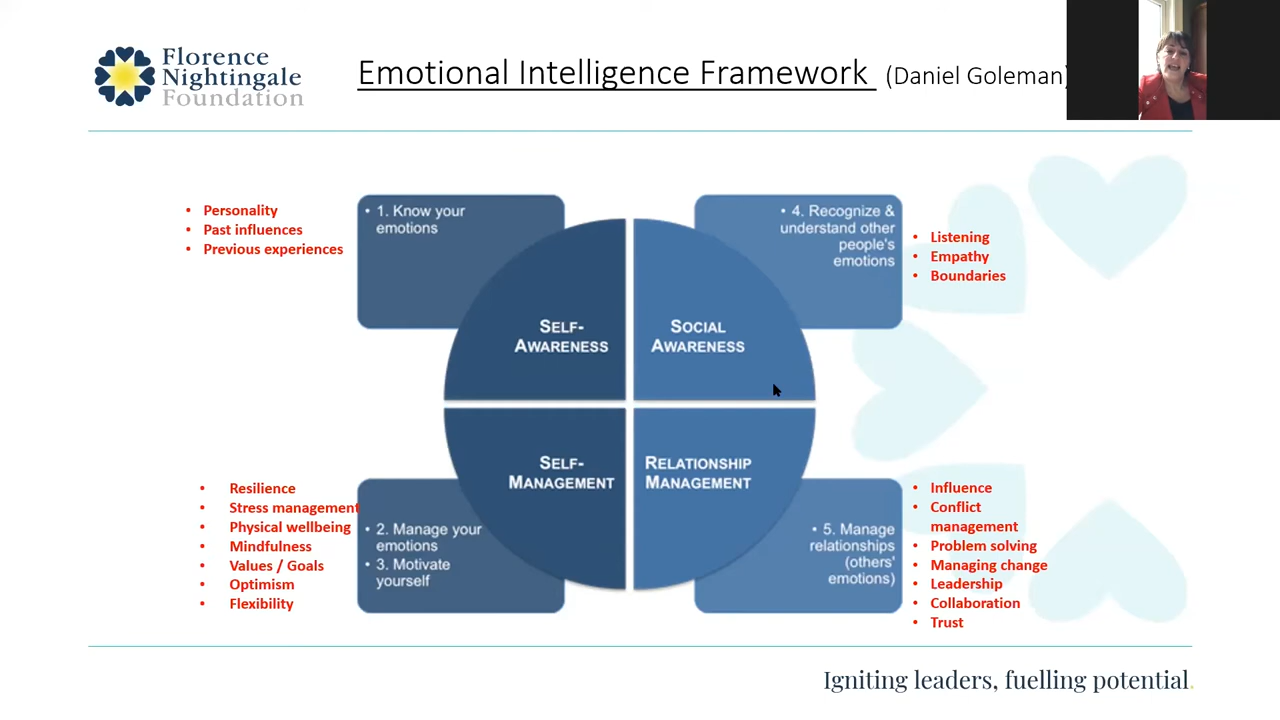 Florence
Nightingale
Foundation
Emotional Intelligence Framework (Daniel Goleman)
• Personality
• Past influences
• Previous experiences
• 1. Know your
emotions
• 4. Recognize &
understand other
people's
emotions
• Listening
• Empathy
• Boundaries
SELF-
AWARENESS
SOCIAL
AWARENESS
SELF-
MANAGEMENT
RELATIONSHIP
MANAGEMENT
• Resilience
• Stress management
• Physical wellbeing
• Mindfulness
• Values / Goals
• Optimism
• Flexibility
• 2. Manage your
emotions
• 3. Motivate
yourself
• 5. Manage
relationships
(others'
emotions)
• Influence
• Conflict
management
• Problem solving
• Managing change
• Leadership
• Collaboration
• Trust
Igniting leaders, fuelling potential.